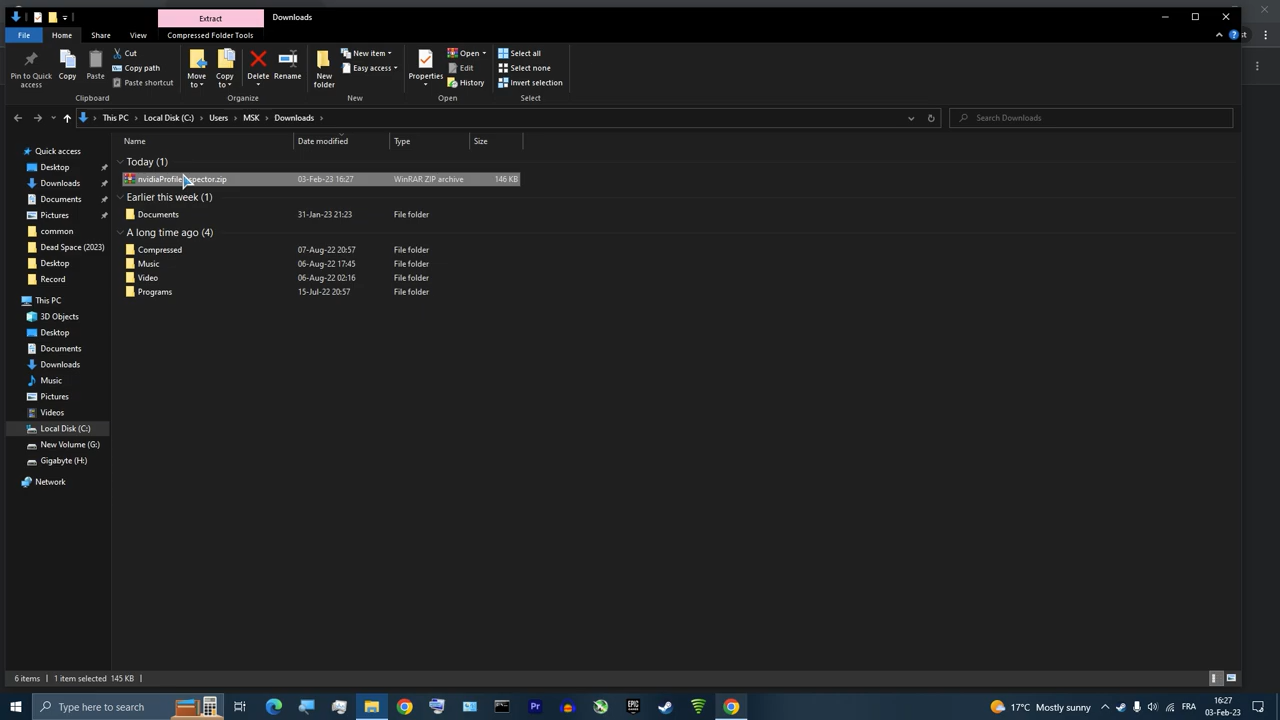 Extract
Downloads
File
Home
Share
View
Compressed Folder Tools
Pin to Quick access
Copy
Paste
Cut
Copy path
Paste shortcut
Clipboard
Move to
Copy to
Delete
Rename
Organize
New folder
New item
Easy access
New
Properties
Open
Edit
History
Open
Select all
Select none
Invert selection
Select
This PC > Local Disk (C:) > Users > MSK > Downloads >
Search Downloads
Name
Date modified
Type
Size
Quick access
Desktop
Downloads
Documents
Pictures
common
Dead Space (2023)
Desktop
Record
This PC
3D Objects
Desktop
Documents
Downloads
Music
Pictures
Videos
Local Disk (C:)
New Volume (G:)
Gigabyte (H:)
Network
Today (1)
03-Feb-23 16:27 WinRAR ZIP archive 146 KB
Earlier this week (1)
Documents 31-Jan-23 21:23 File folder
A long time ago (4)
Compressed 07-Aug-22 20:57 File folder
Music 06-Aug-22 17:45 File folder
Video 06-Aug-22 02:16 File folder
Programs 15-Jul-22 20:57 File folder
6 items
1 item selected 145 KB
Type here to search
Pr
EPIC
17°C Mostly sunny
FRA
16:27
03-Feb-23